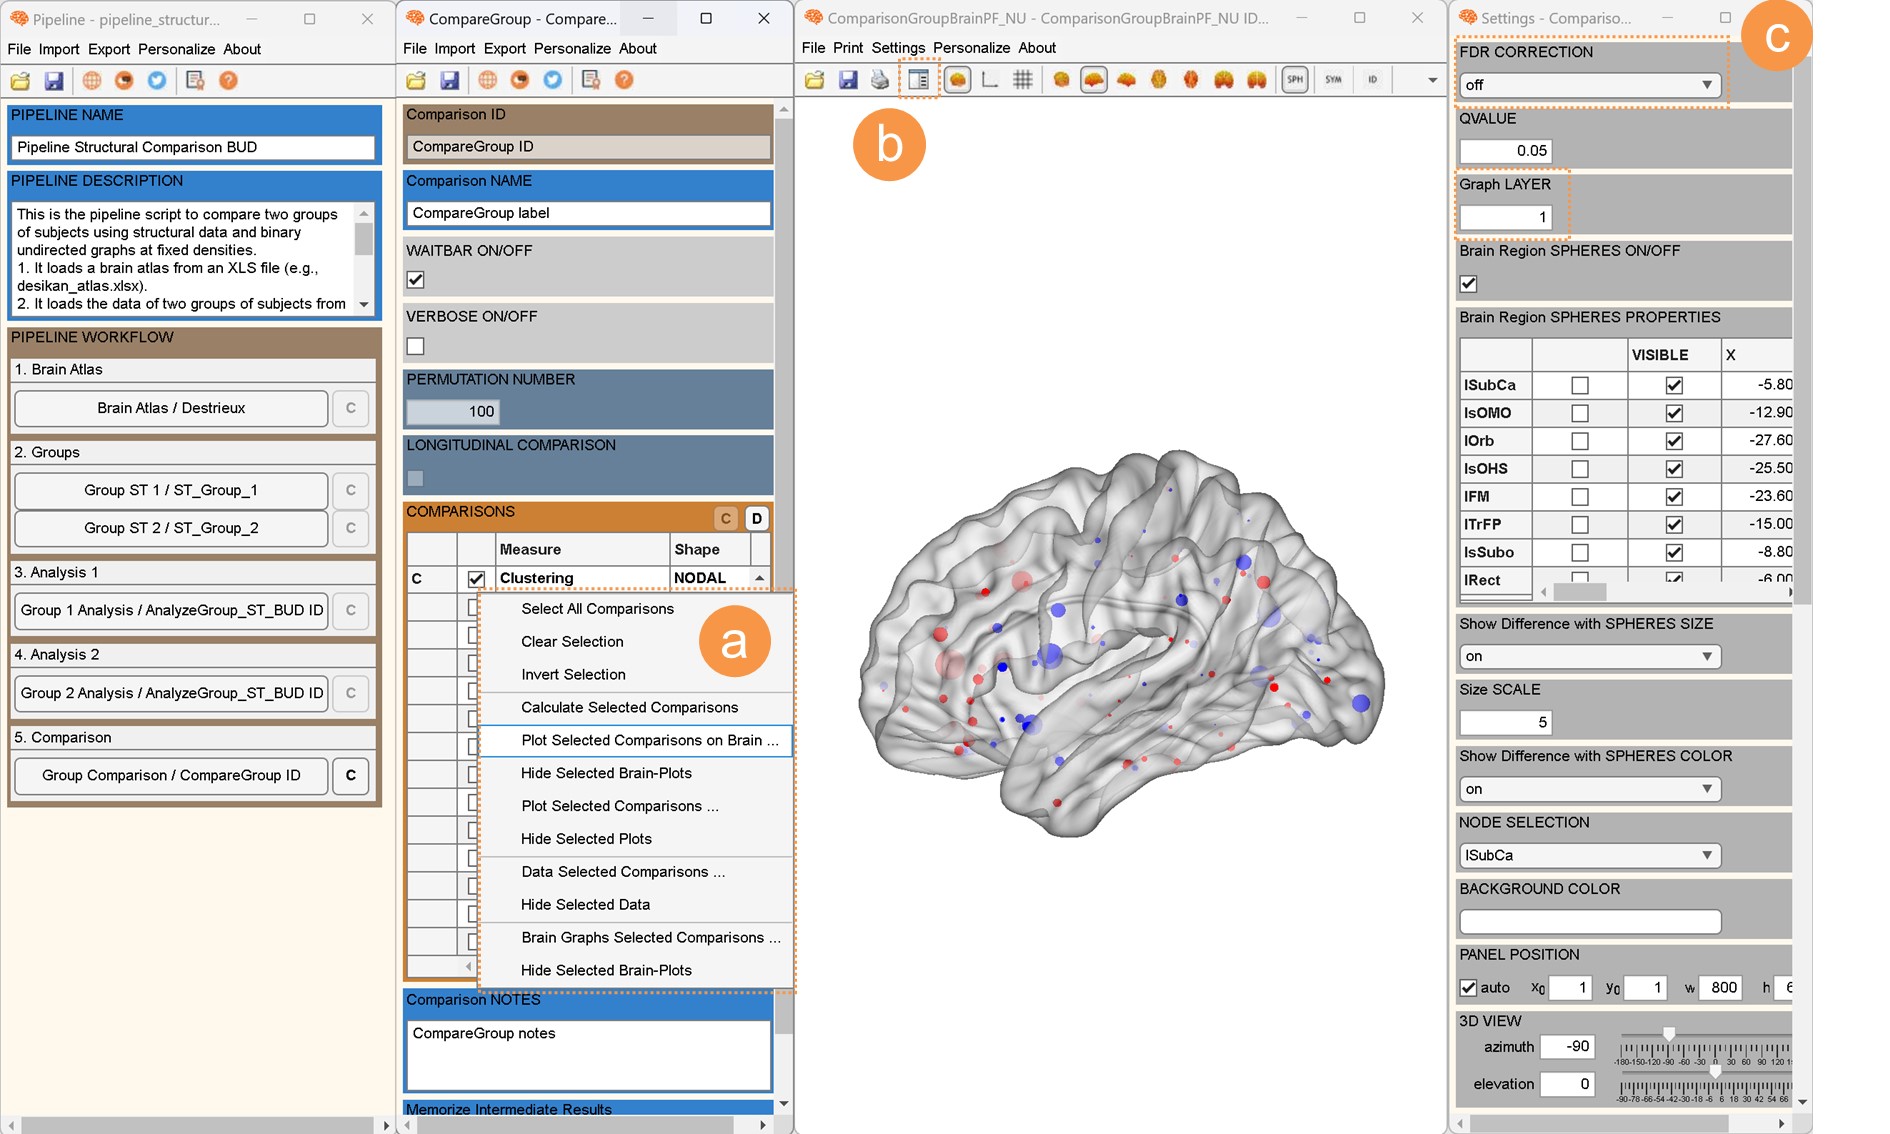 Pipeline - pipeline_structur...
File Import Export Personalize About
PIPELINE NAME
Pipeline Structural Comparison BUD
PIPELINE DESCRIPTION
This is the pipeline script to compare two groups
of subjects using structural data and binary
undirected graphs at fixed densities.
1. It loads a brain atlas from an XLS file (e.g.,
desikan_atlas.xlsx).
2. It loads the data of two groups of subjects from
PIPELINE WORKFLOW
1. Brain Atlas
Brain Atlas / Destrieux C
2. Groups
Group ST 1 / ST_Group_1 C
Group ST 2 / ST_Group_2 C
3. Analysis 1
Group 1 Analysis / AnalyzeGroup_ST_BUD ID C
4. Analysis 2
Group 2 Analysis / AnalyzeGroup_ST_BUD ID C
5. Comparison
Group Comparison / CompareGroup ID C
CompareGroup - Compare...
File Import Export Personalize About
Comparison ID
CompareGroup ID
Comparison NAME
CompareGroup label
WAITBAR ON/OFF
VERBOSE ON/OFF
PERMUTATION NUMBER
100
LONGITUDINAL COMPARISON
COMPARISONS C D
Measure Shape
C Clustering NODAL
Select All Comparisons
Clear Selection
Invert Selection
Calculate Selected Comparisons
Plot Selected Comparisons on Brain ...
Hide Selected Brain-Plots
Plot Selected Comparisons ...
Hide Selected Plots
Data Selected Comparisons ...
Hide Selected Data
Brain Graphs Selected Comparisons ...
Hide Selected Brain-Plots
a
Comparison NOTES
CompareGroup notes
Memorize Intermediate Results
ComparisonGroupBrainPF_NU - ComparisonGroupBrainPF_NU ID...
File Print Settings Personalize About
SPH SYM ID
b
Settings - Compariso...
c
FDR CORRECTION
off
QVALUE
0.05
Graph LAYER
1
Brain Region SPHERES ON/OFF
Brain Region SPHERES PROPERTIES
VISIBLE X
lSubCa -5.80
lsOMO -12.90
lOrb -27.60
lsOHS -25.50
lFM -23.60
lTrFP -15.00
lsSubo -8.80
lRect -6.00
Show Difference with SPHERES SIZE
on
Size SCALE
5
Show Difference with SPHERES COLOR
on
NODE SELECTION
lSubCa
BACKGROUND COLOR
PANEL POSITION
auto x0 1 y0 1 w 800 h 6
3D VIEW
azimuth -90
-180-150-120 -90 -60 -30 0 30 60 90 120
elevation 0
-90-78-66-54-42-30-18 -6 6 18 30 42 54 66